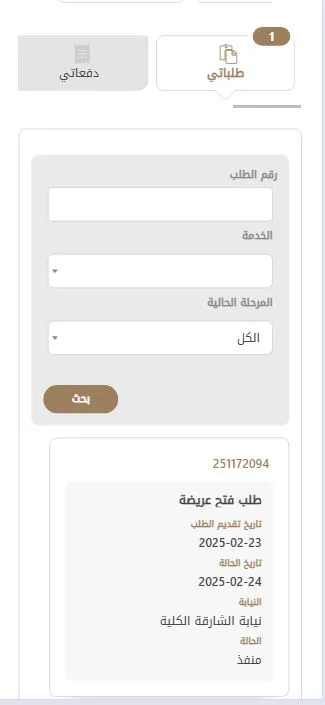 1
طلباتي
دفعاتي
رقم الطلب
الخدمة
المرحلة الحالية
الكل
بحث
251172094
طلب فتح عريضة
تاريخ تقديم الطلب
2025-02-23
تاريخ الحالة
2025-02-24
النيابة
نيابة الشارقة الكلية
الحالة
منفذ